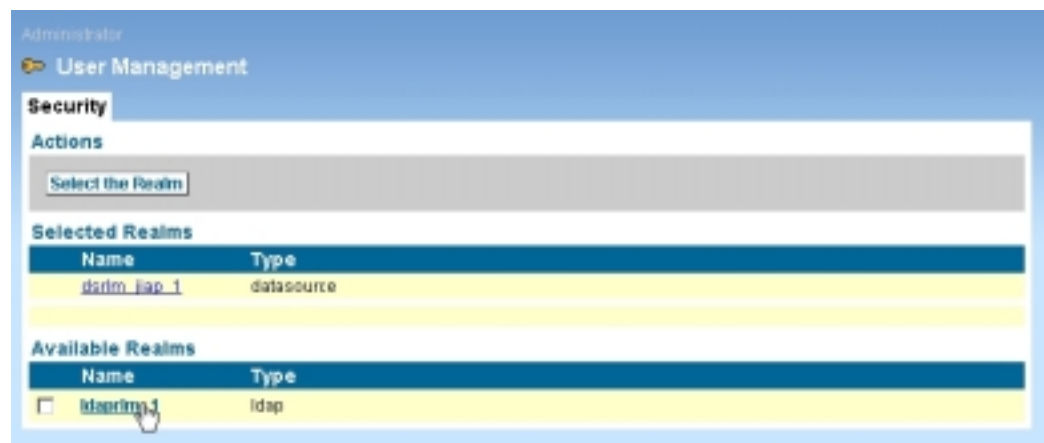 Administrator
User Management
Security
Actions
Select the Realm
Selected Realms
Name Type
dsrlm_jiap_1 datasource
Available Realms
Name Type
ldap